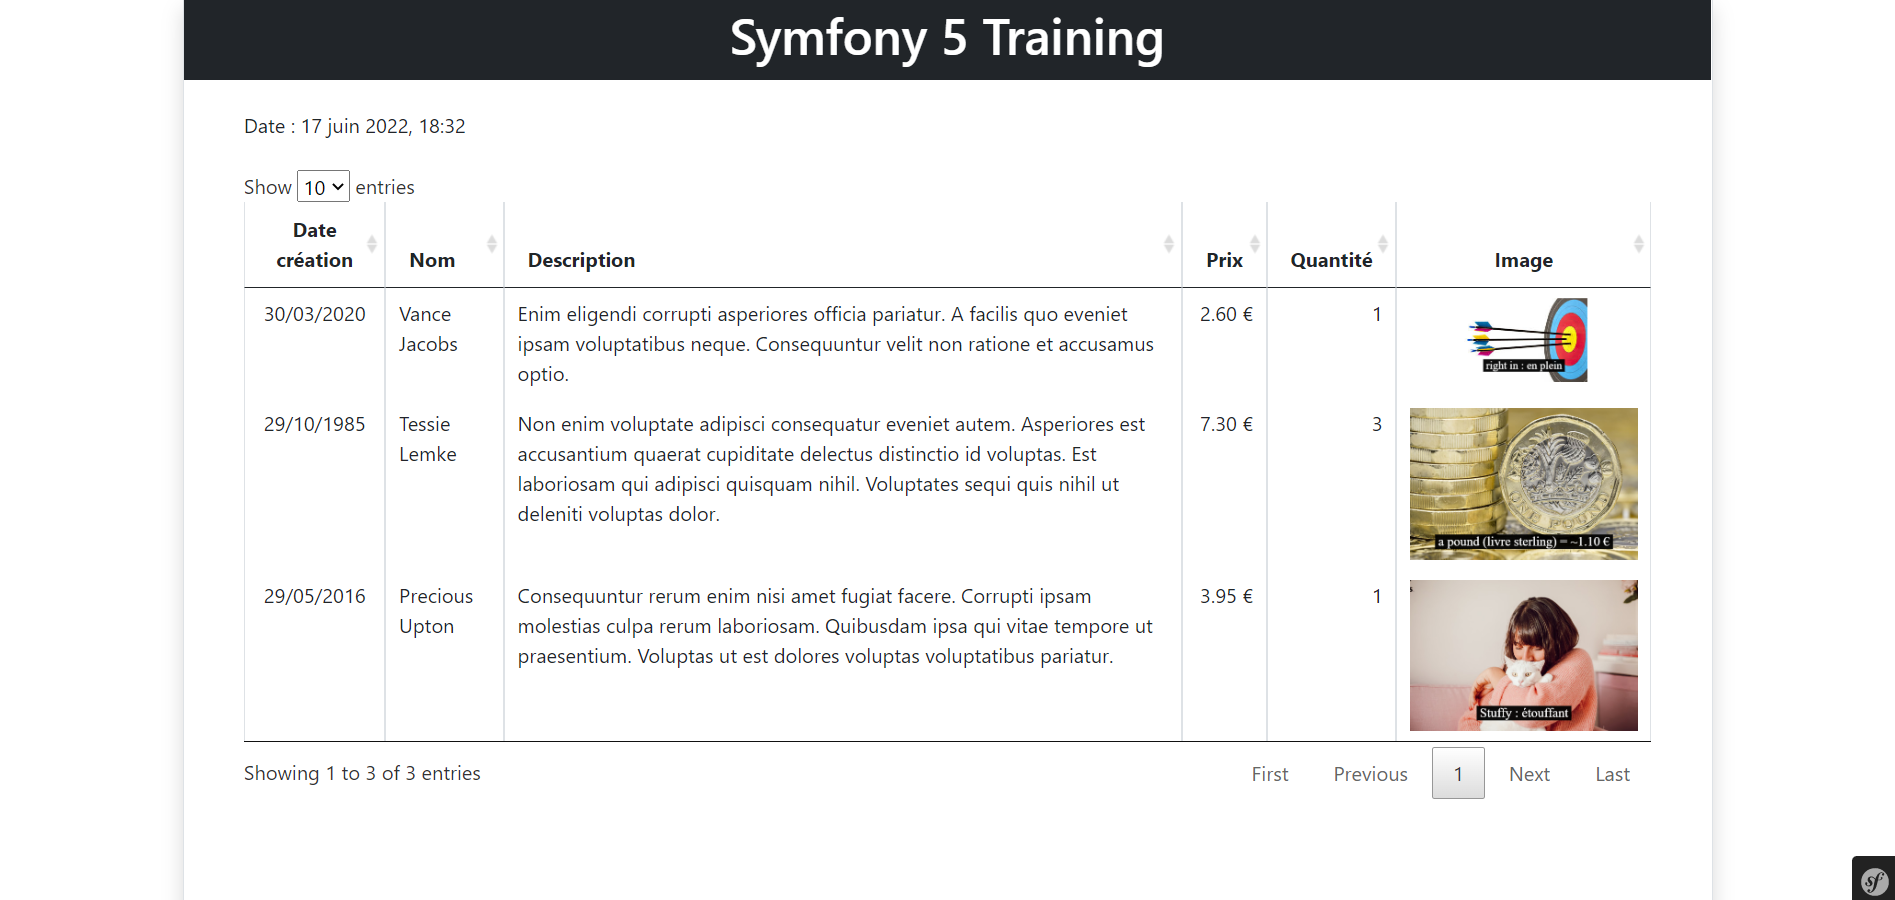 Symfony 5 Training
Date : 17 juin 2022, 18:32
Show 10 entries
Date création Nom Description Prix Quantité Image
30/03/2020 Vance Jacobs
Enim eligendi corrupti asperiores officia pariatur. A facilis quo eveniet
ipsam voluptatibus neque. Consequuntur velit non ratione et accusamus
optio.
2.60 € 1
right in : en plein
29/10/1985 Tessie Lemke
Non enim voluptate adipisci consequatur eveniet autem. Asperiores est
accusantium quaerat cupiditate delectus distinctio id voluptas. Est
laboriosam qui adipisci quisquam nihil. Voluptates sequi quis nihil ut
deleniti voluptas dolor.
7.30 € 3
ONE POUND
a pound (livre sterling) = ~1.10 €
29/05/2016 Precious Upton
Consequuntur rerum enim nisi amet fugiat facere. Corrupti ipsam
molestias culpa rerum laboriosam. Quibusdam ipsa qui vitae tempore ut
praesentium. Voluptas ut est dolores voluptas voluptatibus pariatur.
3.95 € 1
Stuffy : étouffant
Showing 1 to 3 of 3 entries
First Previous 1 Next Last
sf